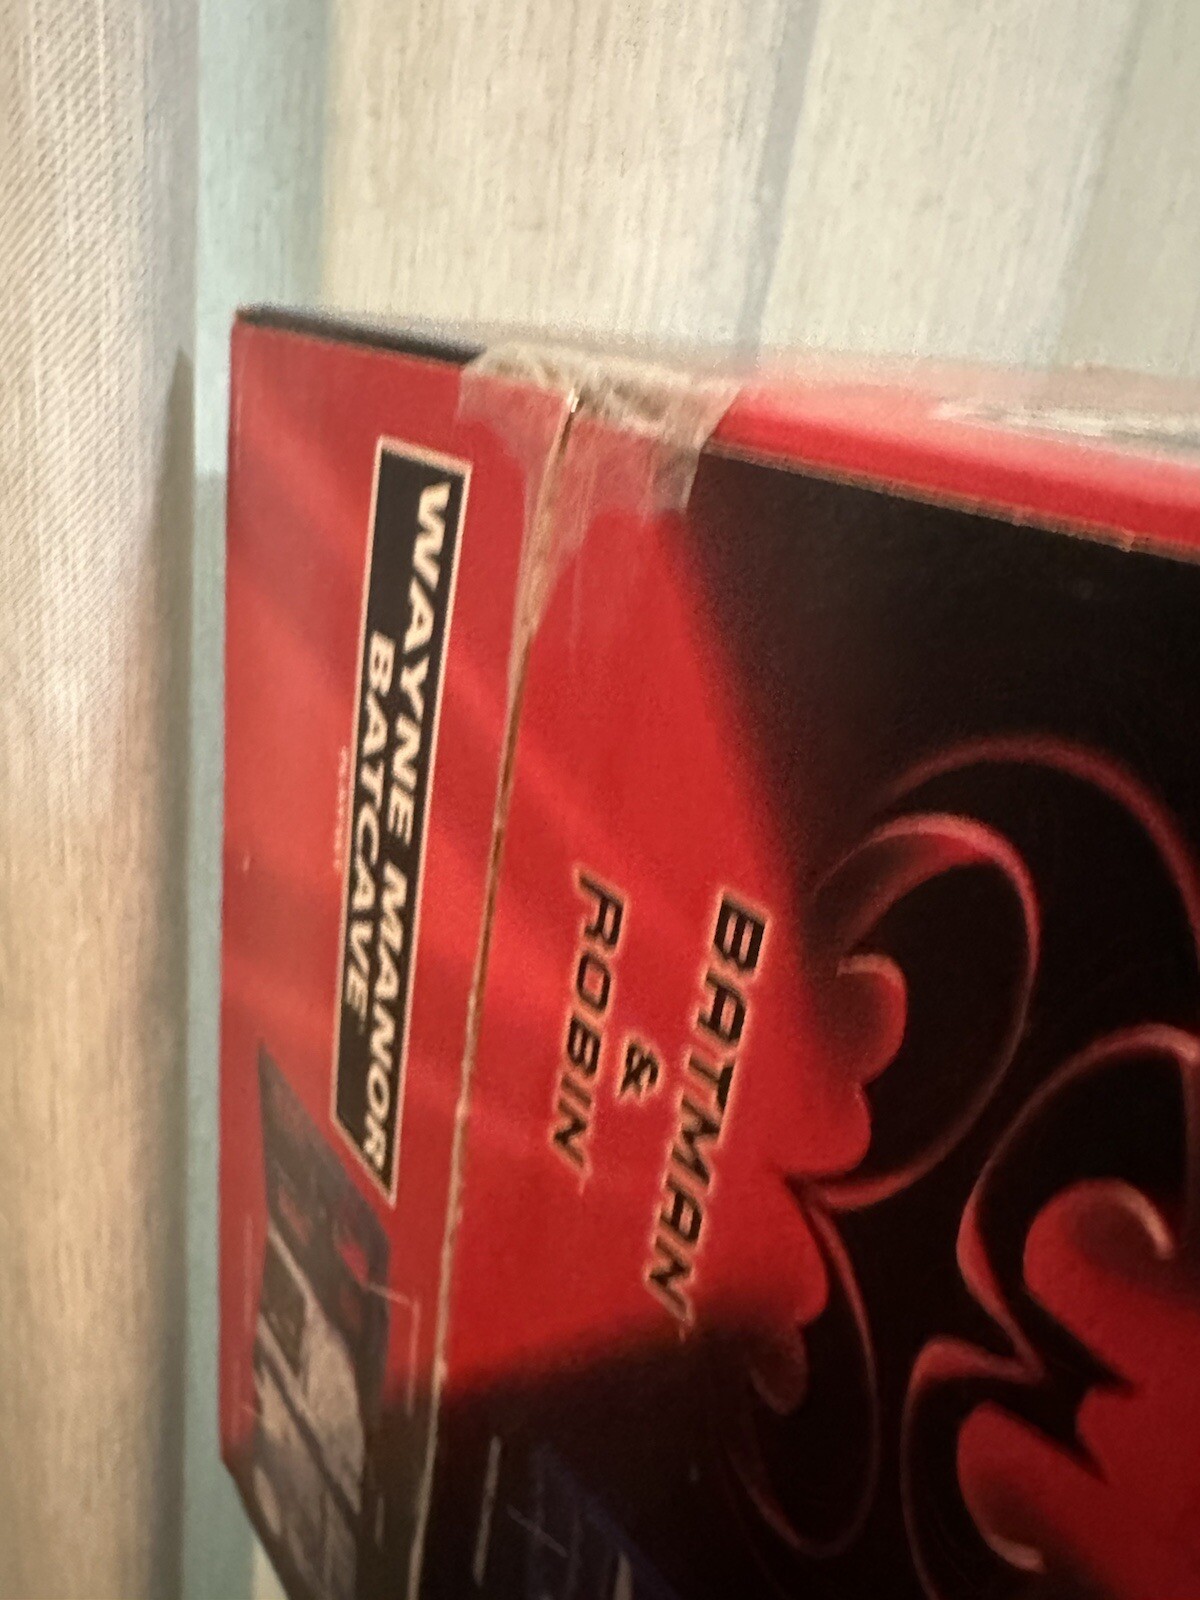 WAYNE MANOR
BATCAVE
BATMAN
&
ROBIN